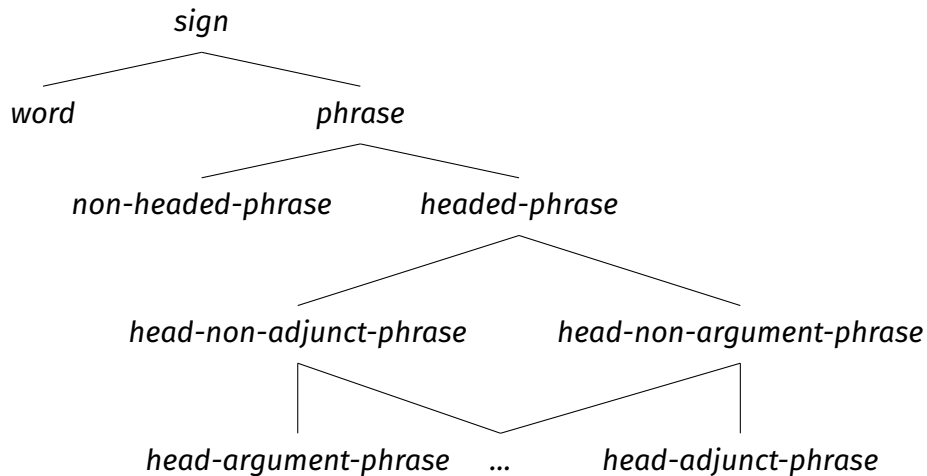 sign
word phrase
non-headed-phrase headed-phrase
head-non-adjunct-phrase head-non-argument-phrase
head-argument-phrase ... head-adjunct-phrase